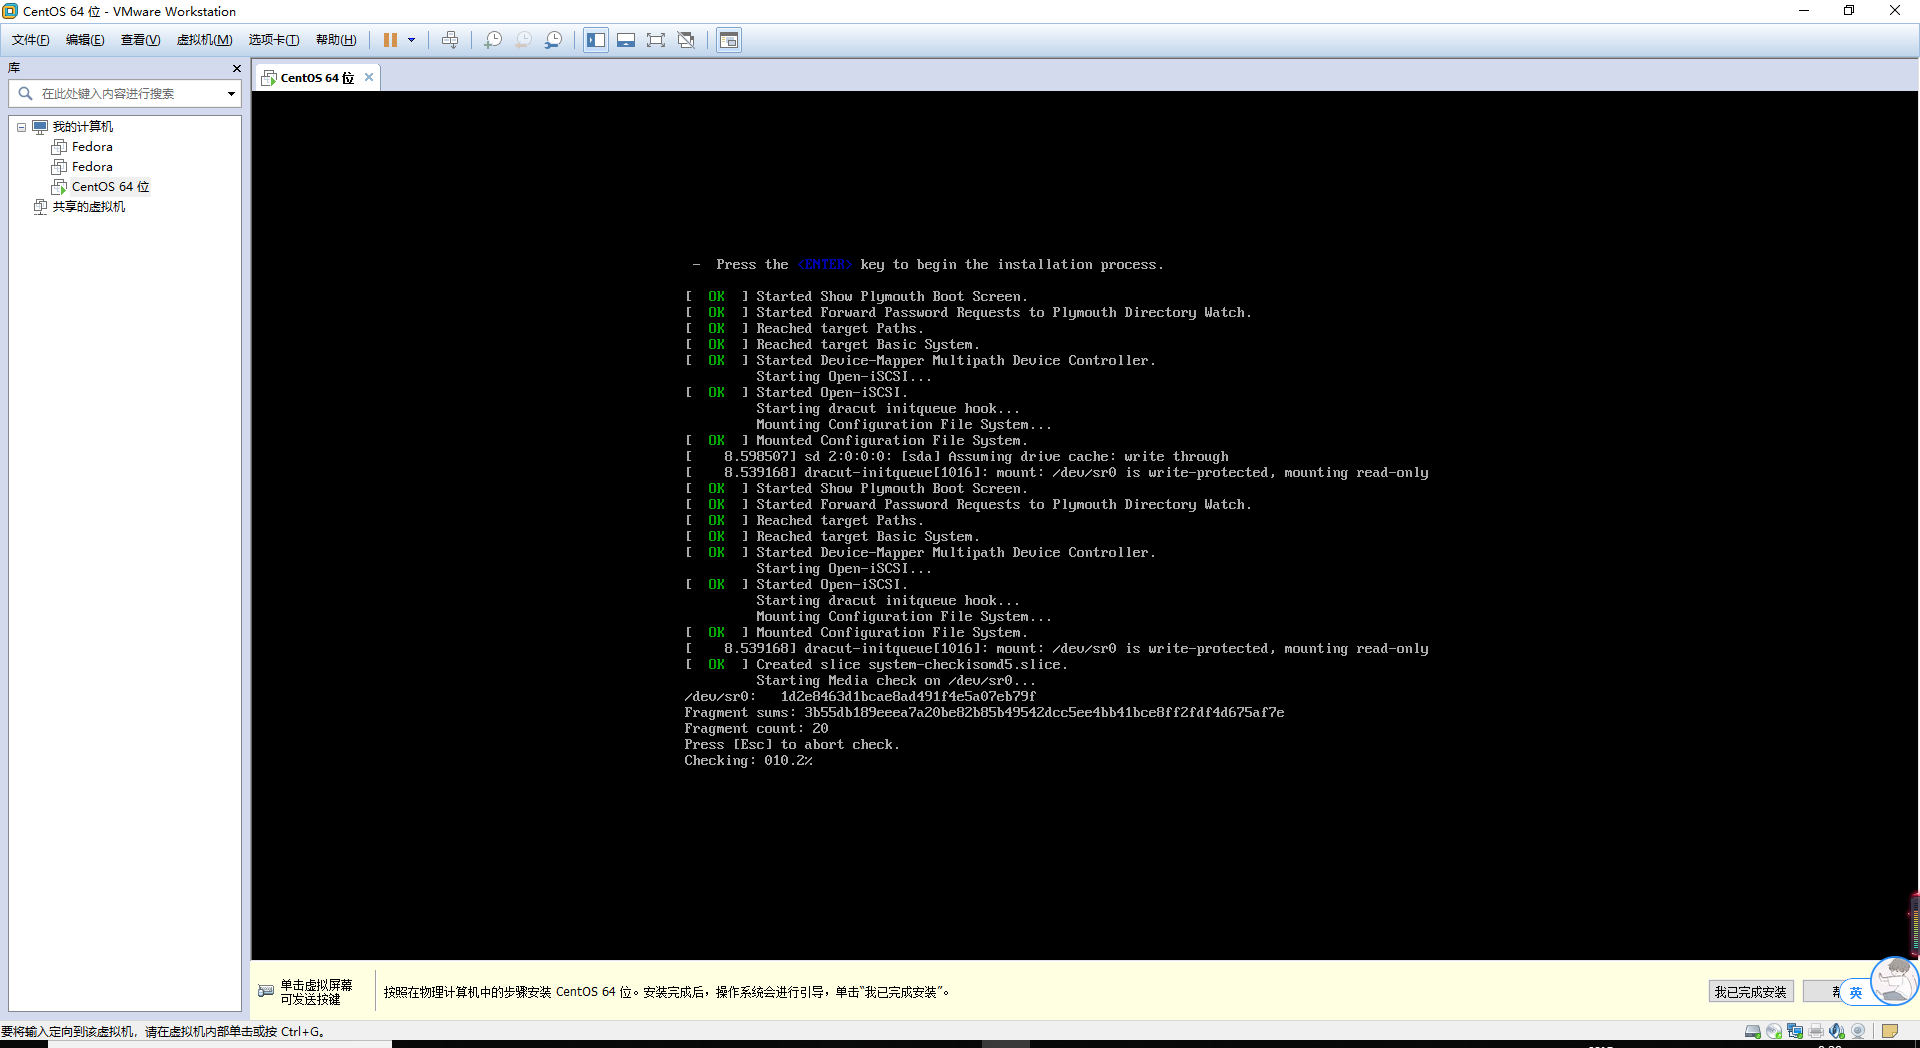 CentOS 64 位 - VMware Workstation
文件(F) 编辑(E) 查看(V) 虚拟机(M) 选项卡(T) 帮助(H)
库
在此处键入内容进行搜索
我的计算机
Fedora
Fedora
CentOS 64 位
共享的虚拟机
CentOS 64 位
- Press the <ENTER> key to begin the installation process.
[  OK  ] Started Show Plymouth Boot Screen.
[  OK  ] Started Forward Password Requests to Plymouth Directory Watch.
[  OK  ] Reached target Paths.
[  OK  ] Reached target Basic System.
[  OK  ] Started Device-Mapper Multipath Device Controller.
Starting Open-iSCSI...
[  OK  ] Started Open-iSCSI.
Starting dracut initqueue hook...
Mounting Configuration File System...
[  OK  ] Mounted Configuration File System.
[    8.598507] sd 2:0:0:0: [sda] Assuming drive cache: write through
[    8.539168] dracut-initqueue[1016]: mount: /dev/sr0 is write-protected, mounting read-only
[  OK  ] Started Show Plymouth Boot Screen.
[  OK  ] Started Forward Password Requests to Plymouth Directory Watch.
[  OK  ] Reached target Paths.
[  OK  ] Reached target Basic System.
[  OK  ] Started Device-Mapper Multipath Device Controller.
Starting Open-iSCSI...
[  OK  ] Started Open-iSCSI.
Starting dracut initqueue hook...
Mounting Configuration File System...
[  OK  ] Mounted Configuration File System.
[    8.539168] dracut-initqueue[1016]: mount: /dev/sr0 is write-protected, mounting read-only
[  OK  ] Created slice system-checkisomd5.slice.
Starting Media check on /dev/sr0...
/dev/sr0:   1d2e8463d1bcae8ad491f4e5a07eb79f
Fragment sums: 3b55db189eeea7a20be82b85b49542dcc5ee4bb41bce8ff2fdf4d675af7e
Fragment count: 20
Press [Esc] to abort check.
Checking: 010.2%
单击虚拟屏幕
可发送按键
按照在物理计算机中的步骤安装 CentOS 64 位。安装完成后，操作系统会进行引导，单击“我已完成安装”。
我已完成安装
英
要将输入定向到该虚拟机，请在虚拟机内部单击或按 Ctrl+G。